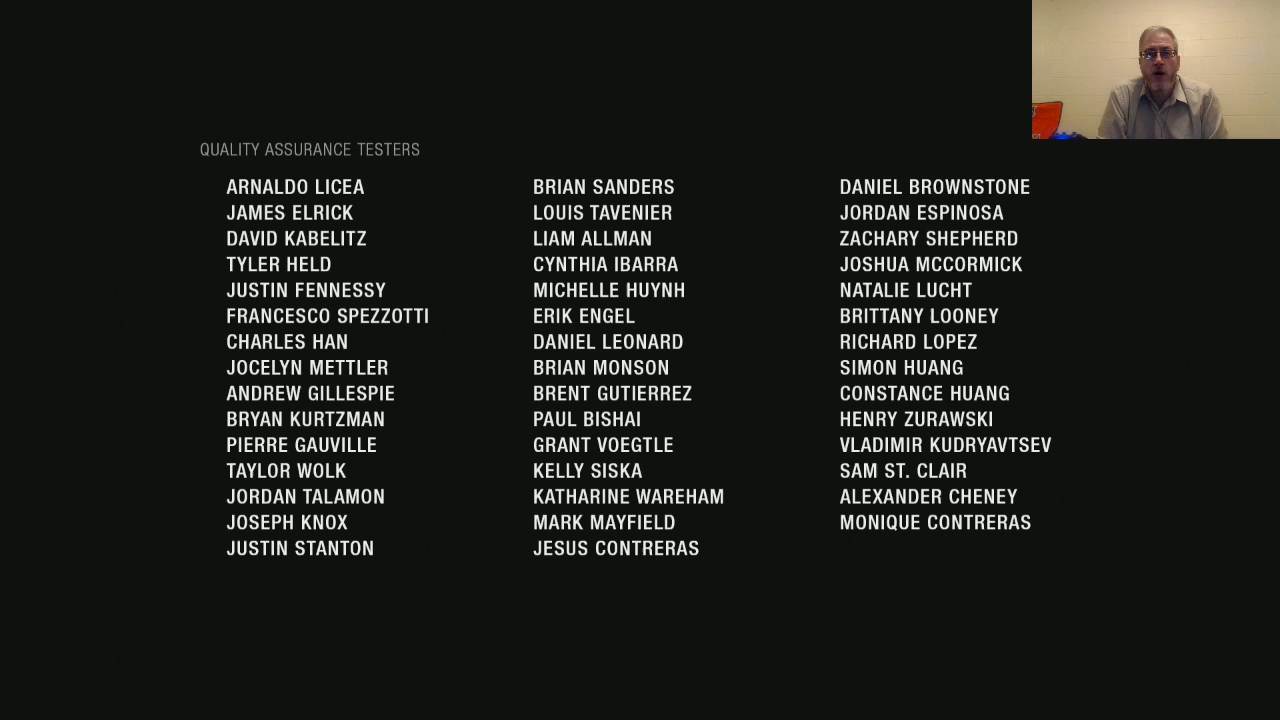 QUALITY ASSURANCE TESTERS
ARNALDO LICEA
JAMES ELRICK
DAVID KABELITZ
TYLER HELD
JUSTIN FENNESSY
FRANCESCO SPEZZOTTI
CHARLES HAN
JOCELYN METTLER
ANDREW GILLESPIE
BRYAN KURTZMAN
PIERRE GAUVILLE
TAYLOR WOLK
JORDAN TALAMON
JOSEPH KNOX
JUSTIN STANTON
BRIAN SANDERS
LOUIS TAVENIER
LIAM ALLMAN
CYNTHIA IBARRA
MICHELLE HUYNH
ERIK ENGEL
DANIEL LEONARD
BRIAN MONSON
BRENT GUTIERREZ
PAUL BISHAI
GRANT VOEGTLE
KELLY SISKA
KATHARINE WAREHAM
MARK MAYFIELD
JESUS CONTRERAS
DANIEL BROWNSTONE
JORDAN ESPINOSA
ZACHARY SHEPHERD
JOSHUA MCCORMICK
NATALIE LUCHT
BRITTANY LOONEY
RICHARD LOPEZ
SIMON HUANG
CONSTANCE HUANG
HENRY ZURAWSKI
VLADIMIR KUDRYAVTSEV
SAM ST. CLAIR
ALEXANDER CHENEY
MONIQUE CONTRERAS